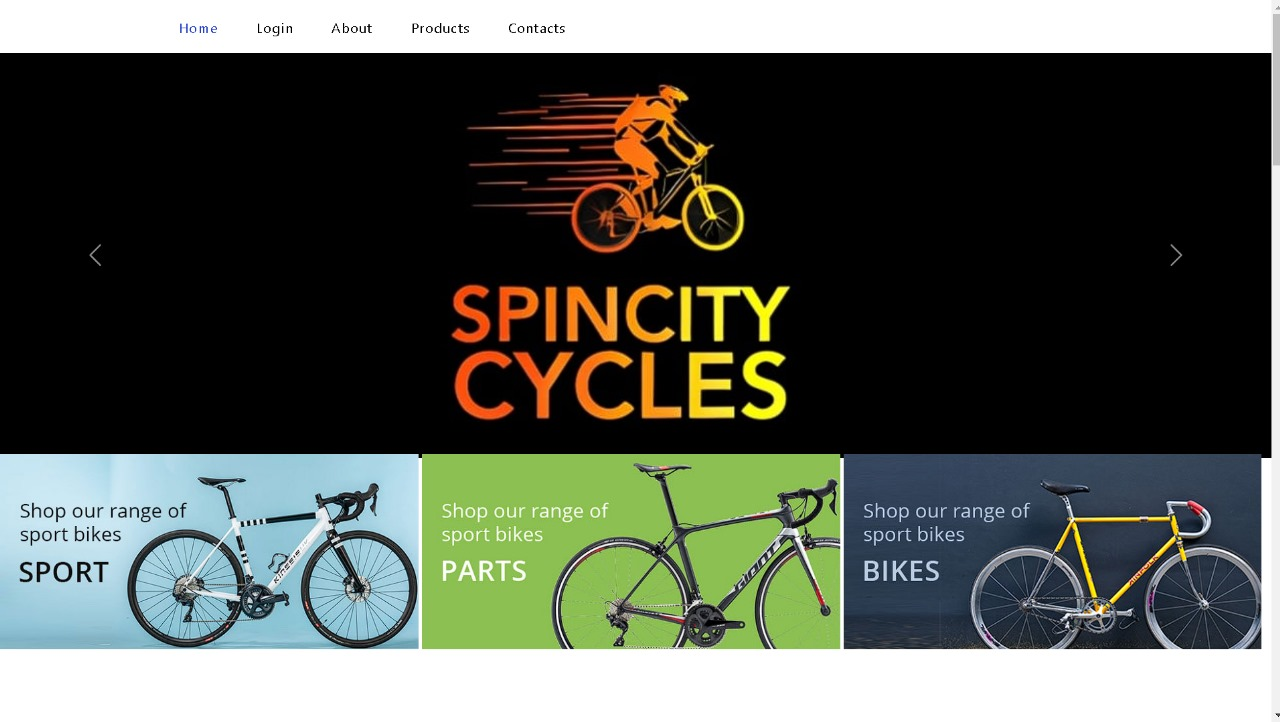 Home
Login
About
Products
Contacts
SPINCITY
CYCLES
Shop our range of
sport bikes
SPORT
Shop our range of
sport bikes
PARTS
Shop our range of
sport bikes
BIKES
GIANT